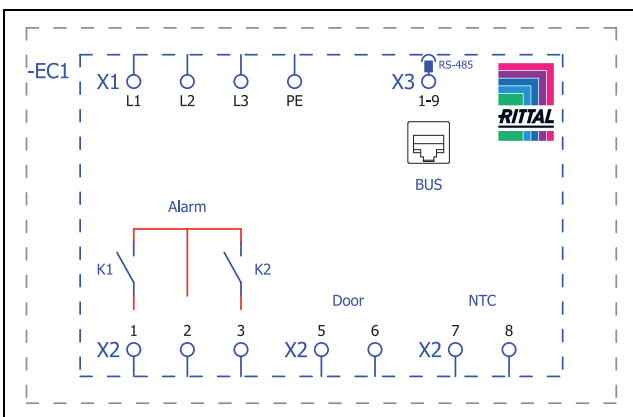 -EC1
X1 L1 L2 L3 PE
X3 RS-485
1-9
RITTAL
BUS
Alarm
K1 K2
Door NTC
1 2 3 5 6 7 8
X2 X2 X2